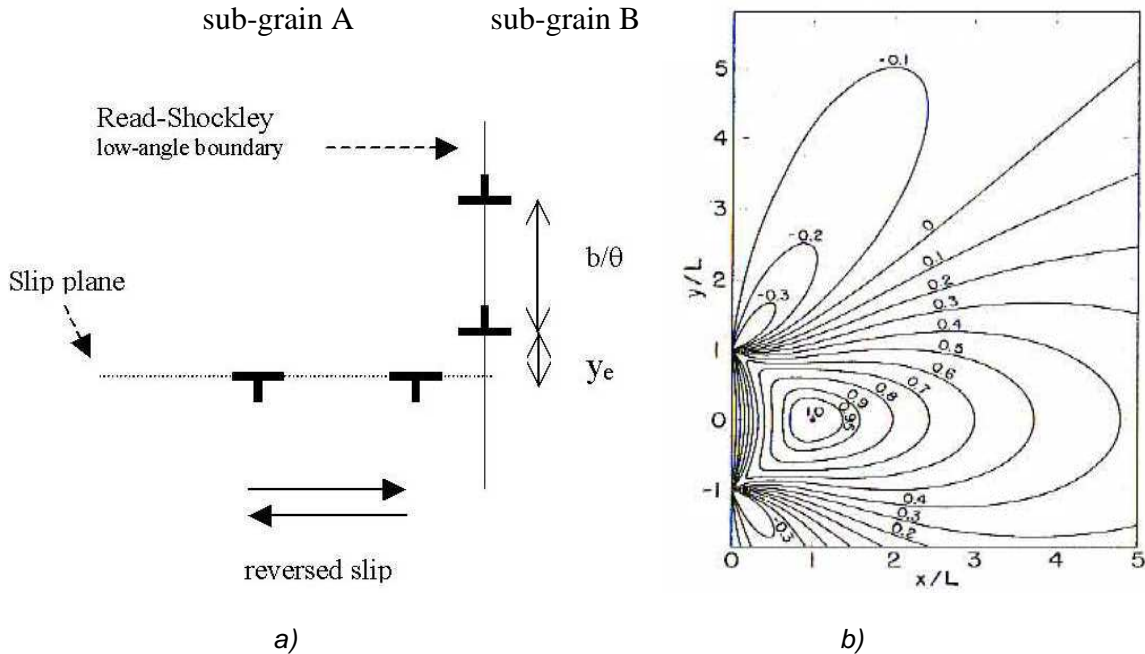 sub-grain A sub-grain B
Read-Shockley
low-angle boundary
b/θ
Slip plane
ye
reversed slip
a)
-0.1
5
4
3
0
-0.2
0.1
y/L
2
0.2
-0.3
0.3
0.4
0.5
1
0.6
0.7
0.8
0.9
1.0
.95
0
-1
0.4
0.3
-0.3
0.2
0 1 2 3 4 5
x/L
b)